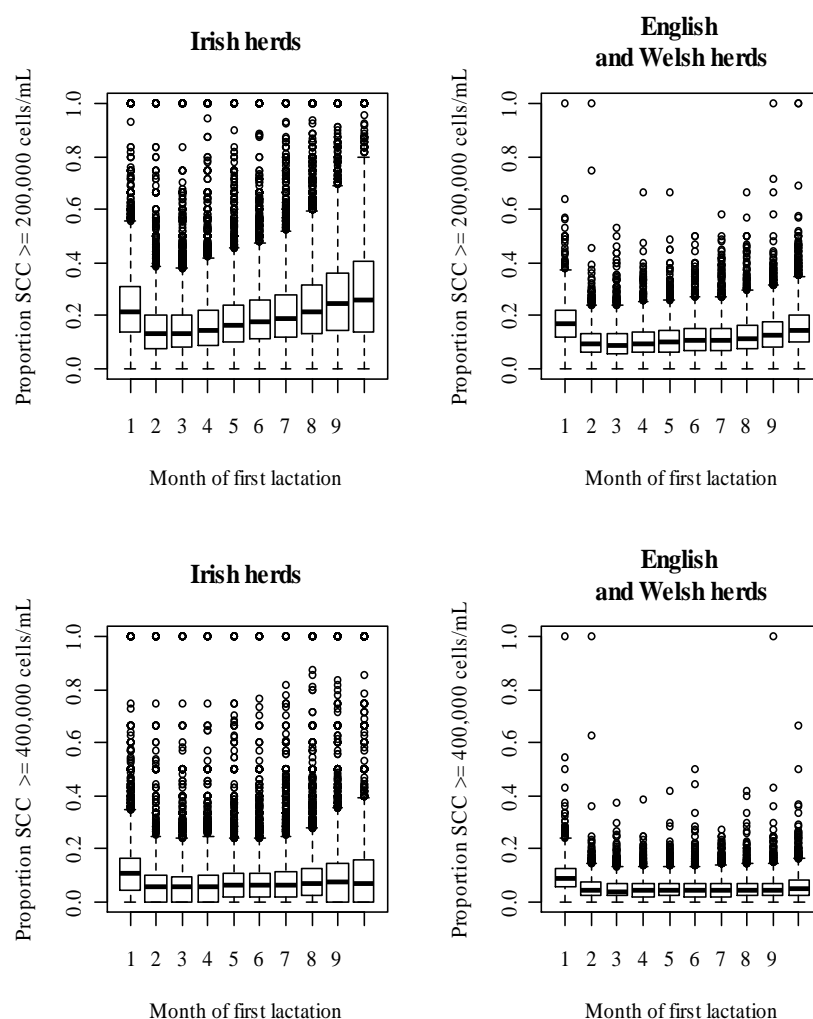 Irish herds
Proportion SCC >= 200,000 cells/mL
0.0 0.2 0.4 0.6 0.8 1.0
1 2 3 4 5 6 7 8 9
Month of first lactation
English
and Welsh herds
Proportion SCC >= 200,000 cells/mL
0.0 0.2 0.4 0.6 0.8 1.0
1 2 3 4 5 6 7 8 9
Month of first lactation
Irish herds
Proportion SCC >= 400,000 cells/mL
0.0 0.2 0.4 0.6 0.8 1.0
1 2 3 4 5 6 7 8 9
Month of first lactation
English
and Welsh herds
Proportion SCC >= 400,000 cells/mL
0.0 0.2 0.4 0.6 0.8 1.0
1 2 3 4 5 6 7 8 9
Month of first lactation